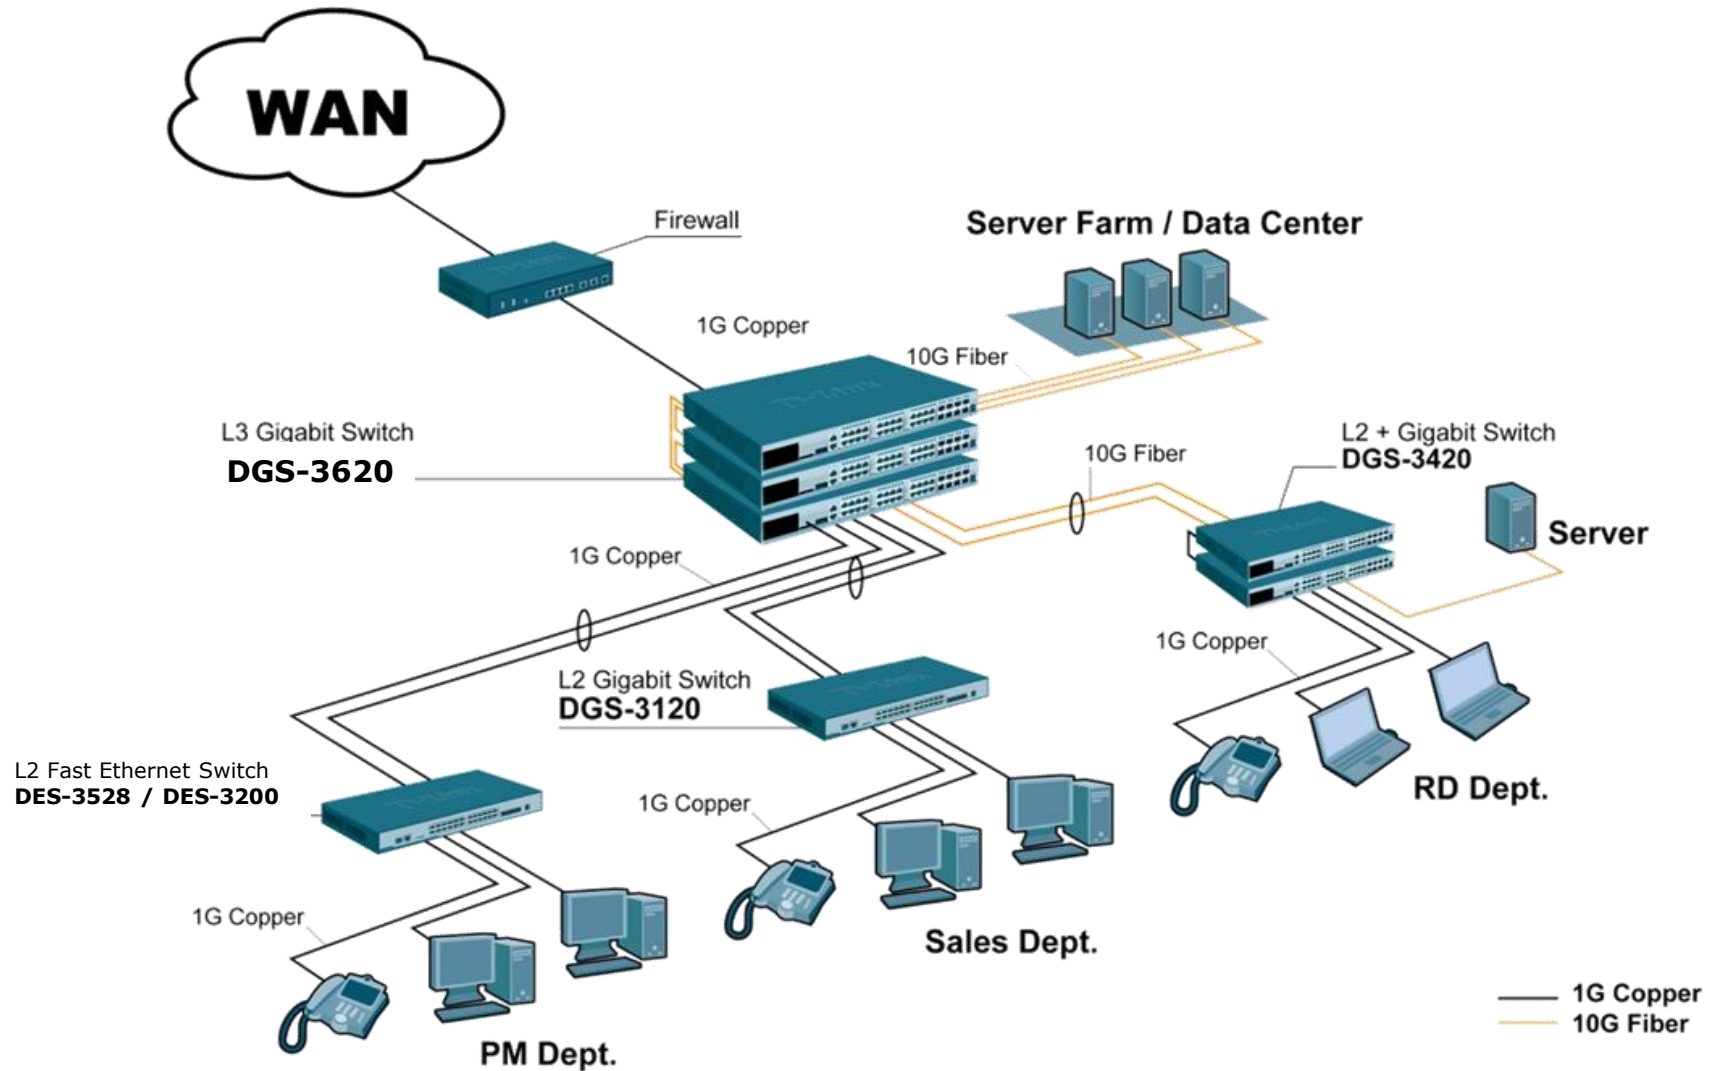 WAN
Firewall
Server Farm / Data Center
1G Copper
10G Fiber
L3 Gigabit Switch
DGS-3620
10G Fiber
L2 + Gigabit Switch
DGS-3420
Server
1G Copper
1G Copper
L2 Gigabit Switch
DGS-3120
L2 Fast Ethernet Switch
DES-3528 / DES-3200
RD Dept.
1G Copper
1G Copper
Sales Dept.
PM Dept.
1G Copper
10G Fiber